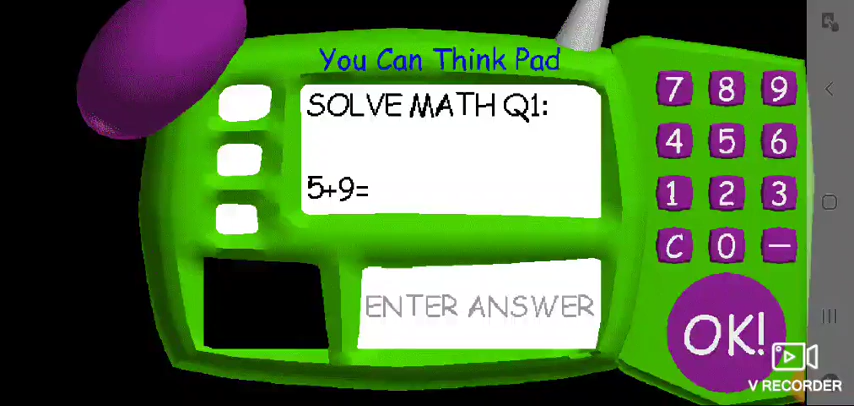 You Can Think Pad
SOLVE MATH Q1:
5+9=
ENTER ANSWER
7 8 9
4 5 6
1 2 3
C 0 —
OK!
V RECORDER